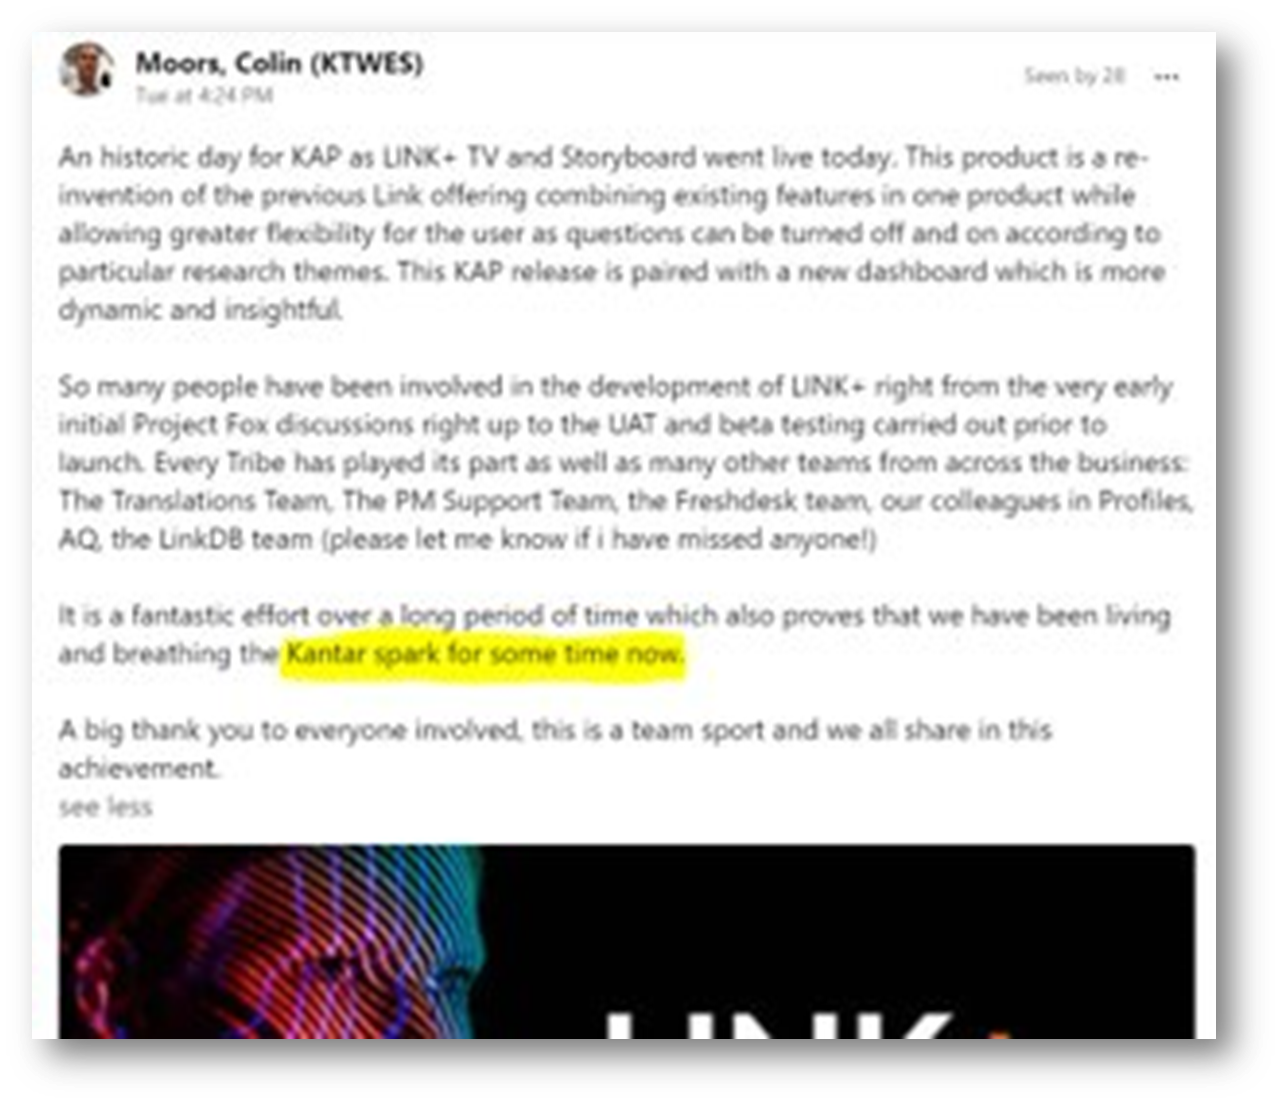 Moors, Colin (KTWES)
Tue at 4:24 PM
Seen by 28
An historic day for KAP as LINK+ TV and Storyboard went live today. This product is a re-
invention of the previous Link offering combining existing features in one product while
allowing greater flexibility for the user as questions can be turned off and on according to
particular research themes. This KAP release is paired with a new dashboard which is more
dynamic and insightful.
So many people have been involved in the development of LINK+ right from the very early
initial Project Fox discussions right up to the UAT and beta testing carried out prior to
launch. Every Tribe has played its part as well as many other teams from across the business:
The Translations Team, The PM Support Team, the Freshdesk team, our colleagues in Profiles,
AQ, the LinkDB team (please let me know if i have missed anyone!)
It is a fantastic effort over a long period of time which also proves that we have been living
and breathing the Kantar spark for some time now.
A big thank you to everyone involved, this is a team sport and we all share in this
achievement.
see less
LINK+